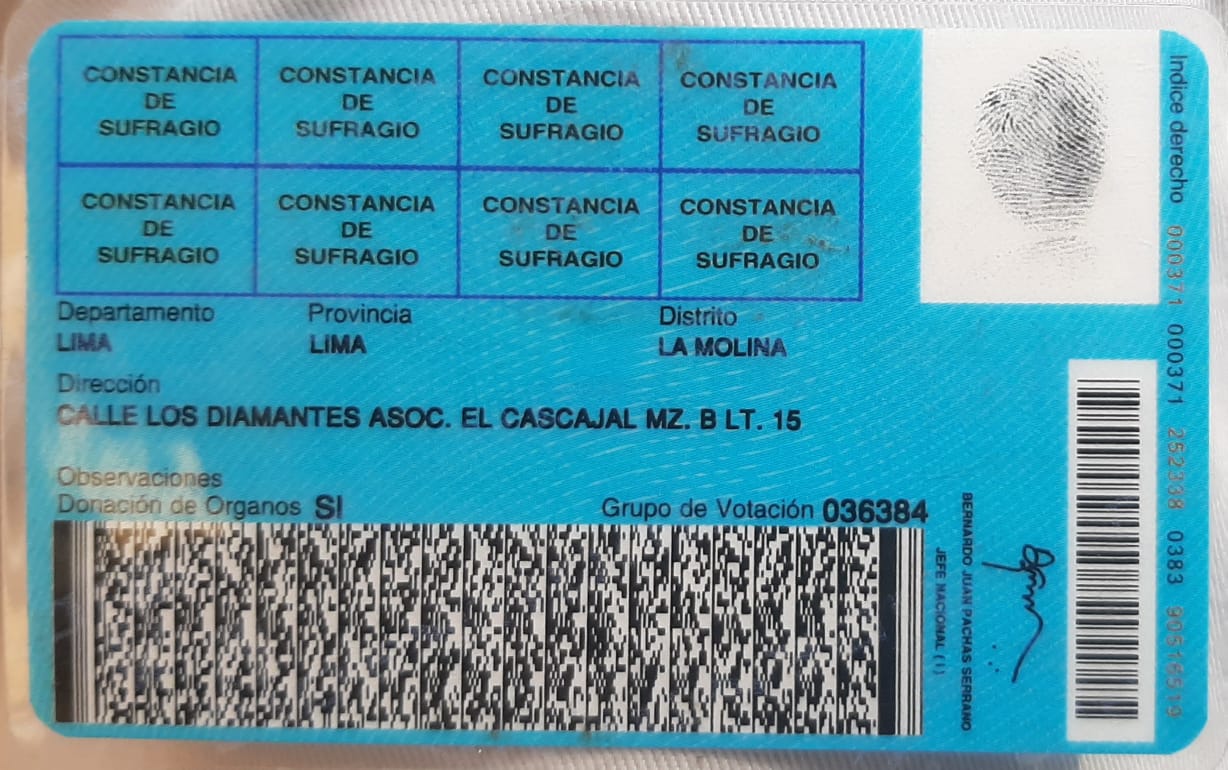 CONSTANCIA DE SUFRAGIO
CONSTANCIA DE SUFRAGIO
CONSTANCIA DE SUFRAGIO
CONSTANCIA DE SUFRAGIO
CONSTANCIA DE SUFRAGIO
CONSTANCIA DE SUFRAGIO
CONSTANCIA DE SUFRAGIO
CONSTANCIA DE SUFRAGIO
Departamento Provincia Distrito
LIMA LIMA LA MOLINA
Dirección
CALLE LOS DIAMANTES ASOC. EL CASCAJAL MZ. B LT. 15
Observaciones
Donación de Organos SI Grupo de Votación 036384
BERNARDO JUAN PACHAS SERRANO
JEFE NACIONAL ( i )
Indice derecho 000371 000371 252338 0383 90516519